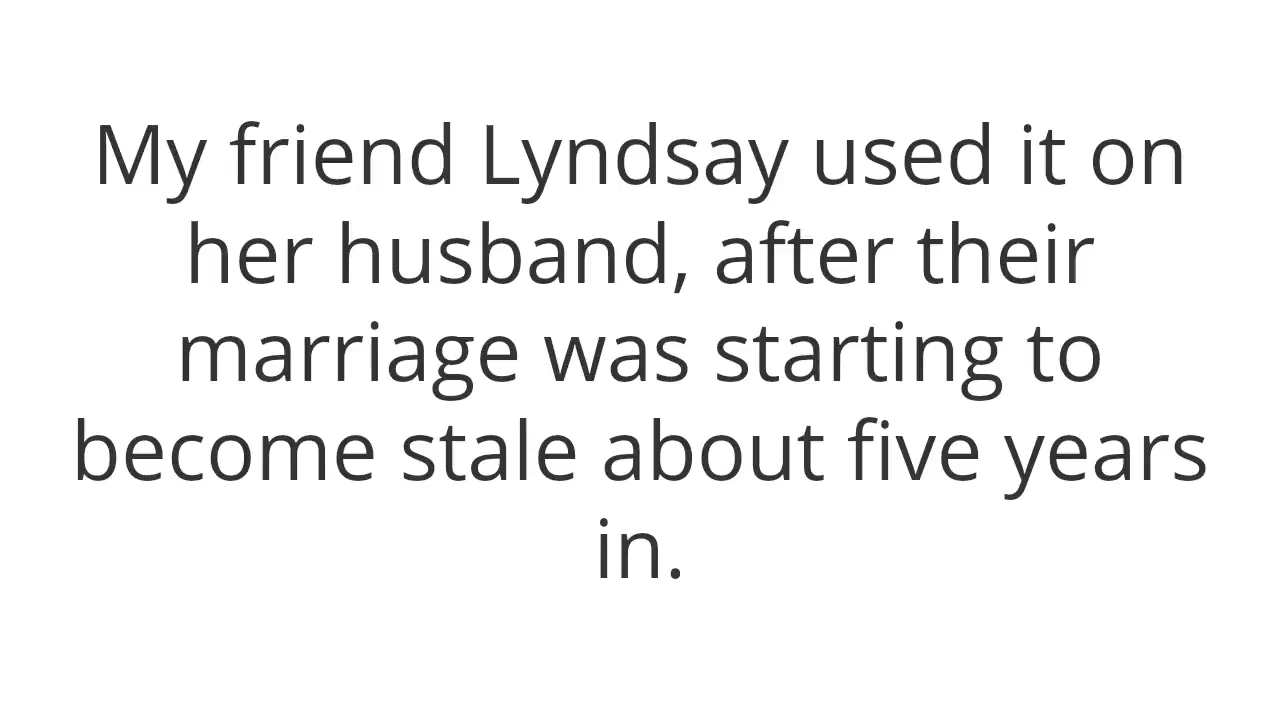 My friend Lyndsay used it on
her husband, after their
marriage was starting to
become stale about five years
in.